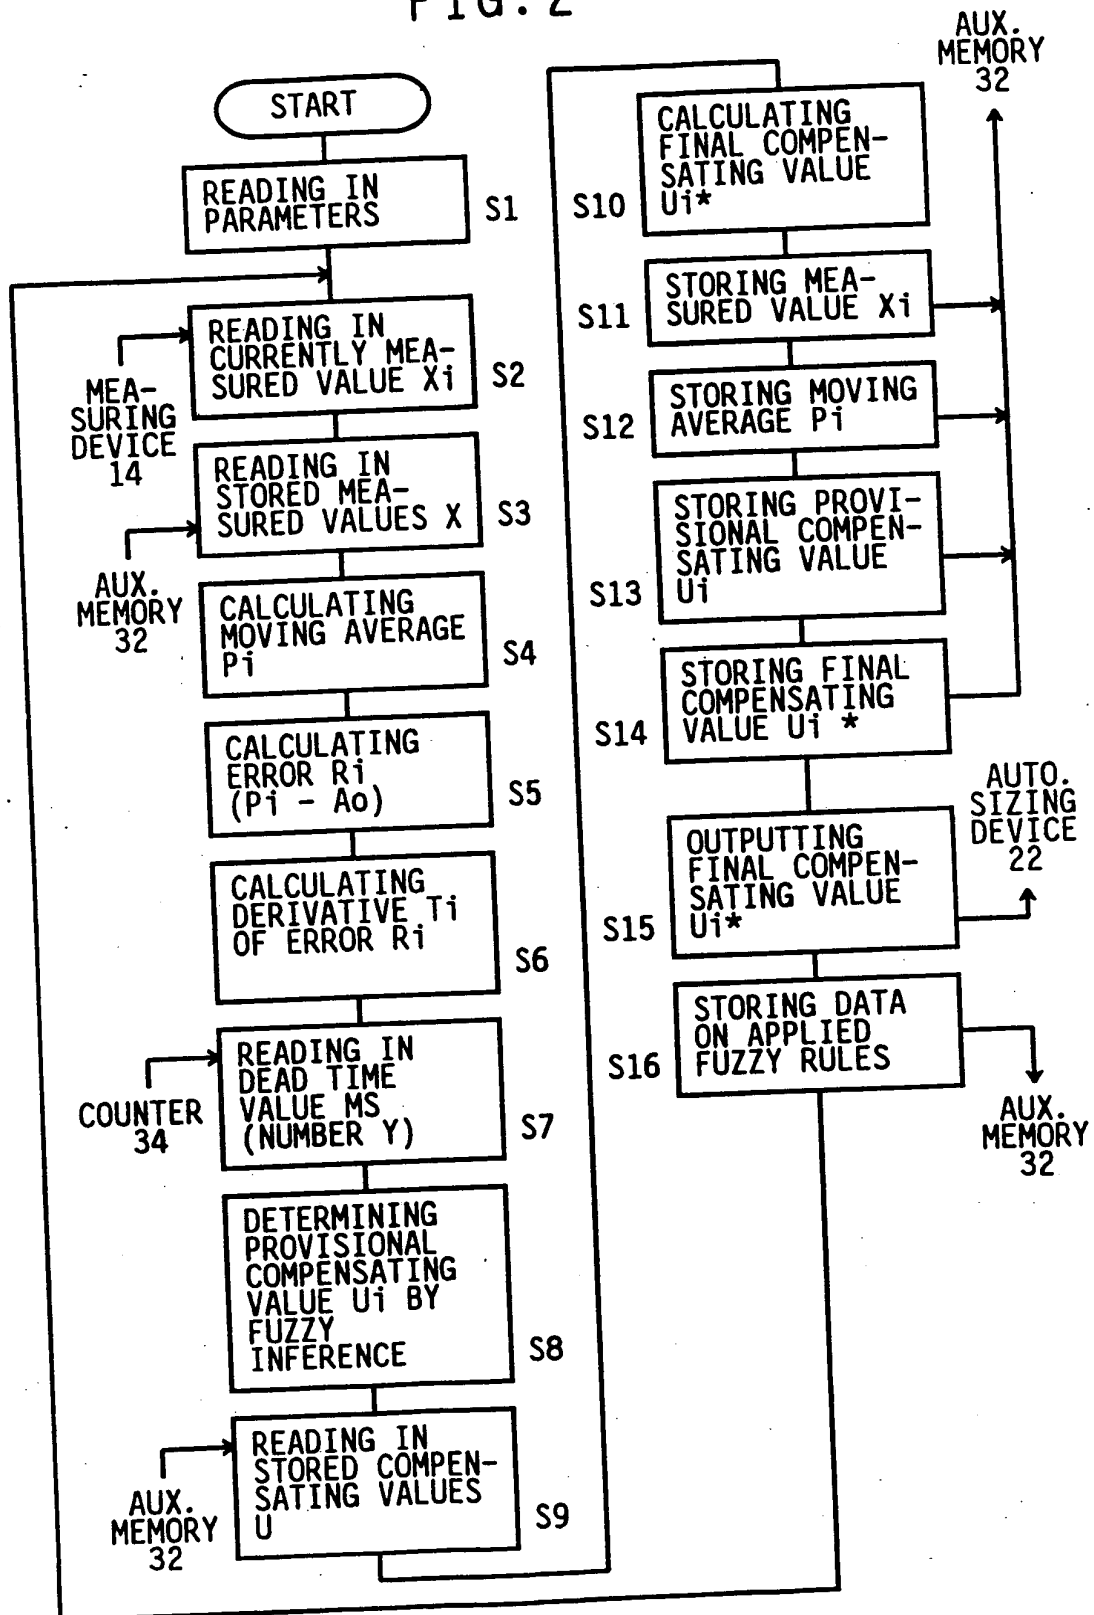 FIG. 2
START
READING IN
PARAMETERS
S1
READING IN
CURRENTLY MEA-
SURED VALUE Xi
S2
MEA-
SURING
DEVICE
14
READING IN
STORED MEA-
SURED VALUES X
S3
AUX.
MEMORY
32
CALCULATING
MOVING AVERAGE
Pi
S4
CALCULATING
ERROR Ri
(Pi - Ao)
S5
CALCULATING
DERIVATIVE Ti
OF ERROR Ri
S6
READING IN
DEAD TIME
VALUE MS
(NUMBER Y)
S7
COUNTER
34
DETERMINING
PROVISIONAL
COMPENSATING
VALUE Ui BY
FUZZY
INFERENCE
S8
READING IN
STORED COMPEN-
SATING VALUES
U
S9
AUX.
MEMORY
32
AUX.
MEMORY
32
CALCULATING
FINAL COMPEN-
SATING VALUE
Ui*
S10
STORING MEA-
SURED VALUE Xi
S11
STORING MOVING
AVERAGE Pi
S12
STORING PROVI-
SIONAL COMPEN-
SATING VALUE
Ui
S13
STORING FINAL
COMPENSATING
VALUE Ui *
S14
AUTO.
SIZING
DEVICE
22
OUTPUTTING
FINAL COMPEN-
SATING VALUE
Ui*
S15
STORING DATA
ON APPLIED
FUZZY RULES
S16
AUX.
MEMORY
32